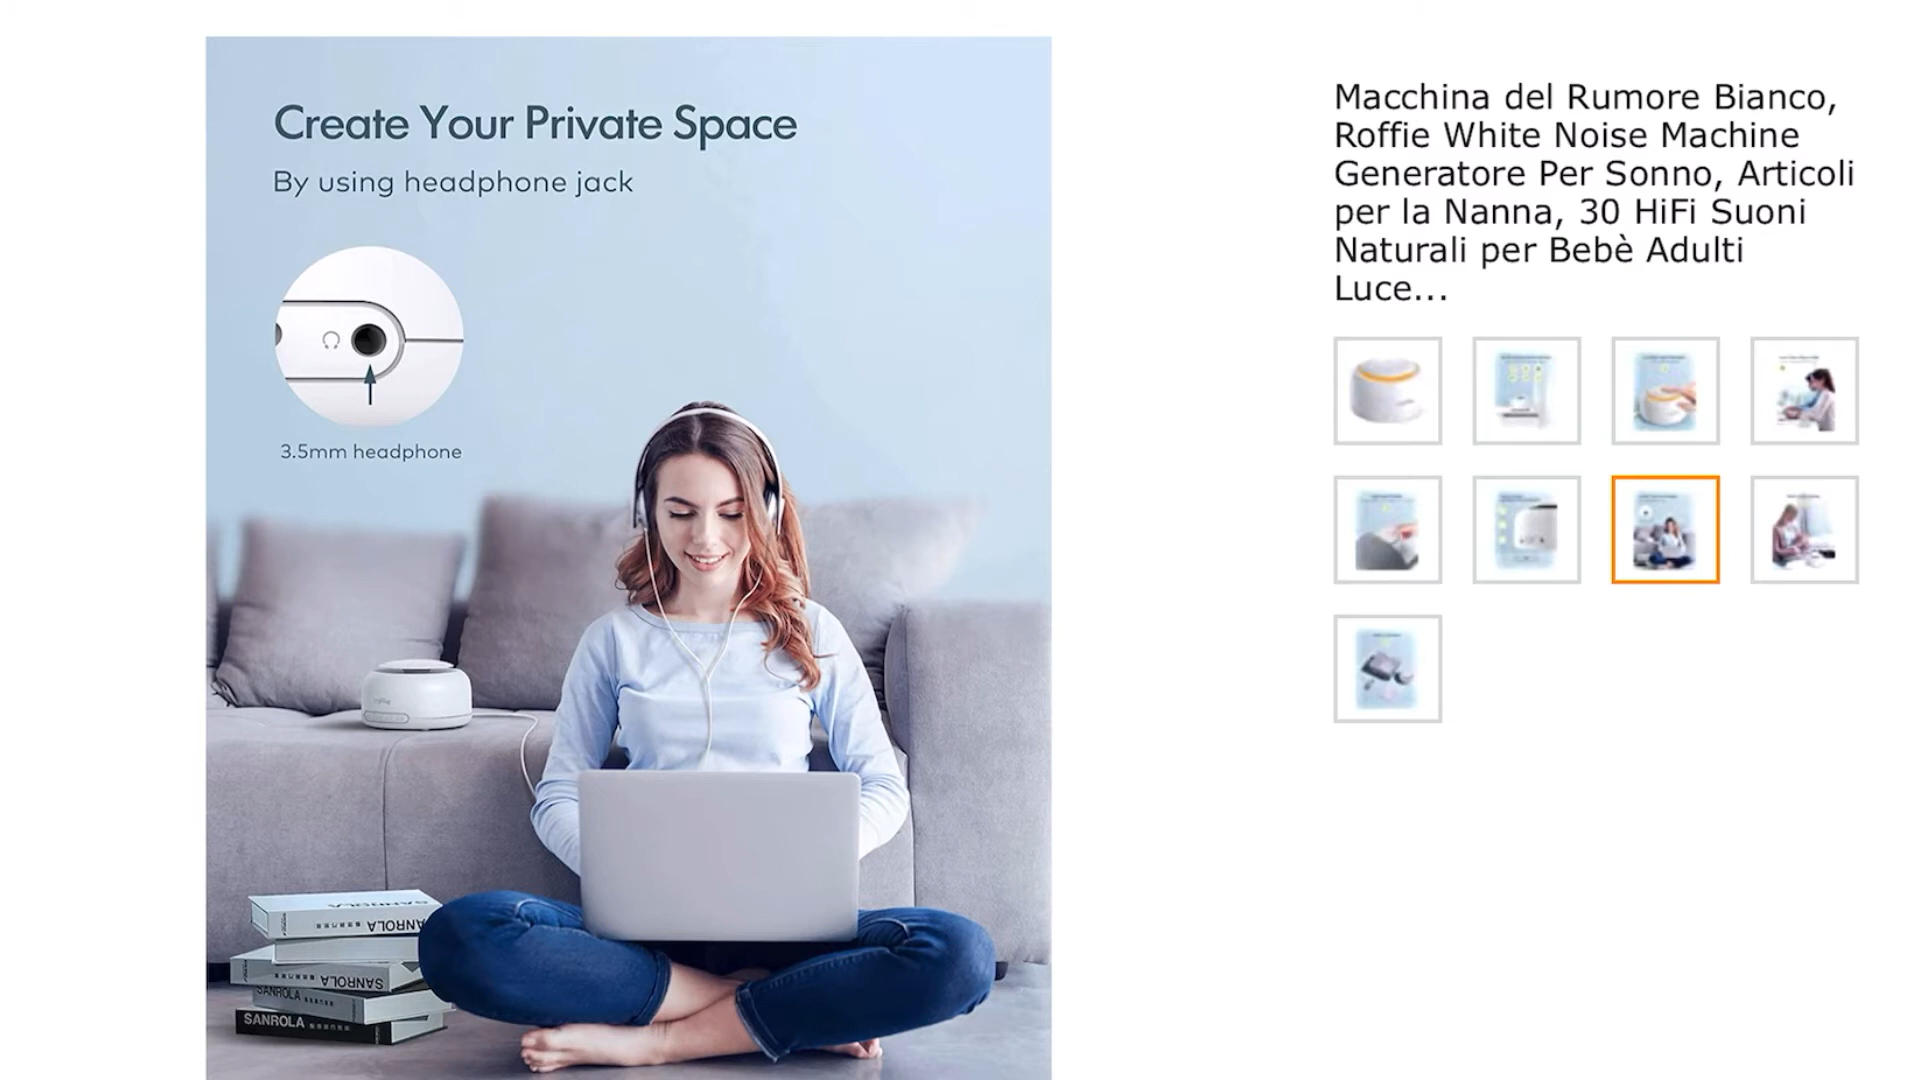 Create Your Private Space
By using headphone jack
3.5mm headphone
SANROLA
SANROLA
SANROLA
SANROLA
SANROLA
Macchina del Rumore Bianco,
Roffie White Noise Machine
Generatore Per Sonno, Articoli
per la Nanna, 30 HiFi Suoni
Naturali per Bebè Adulti
Luce...